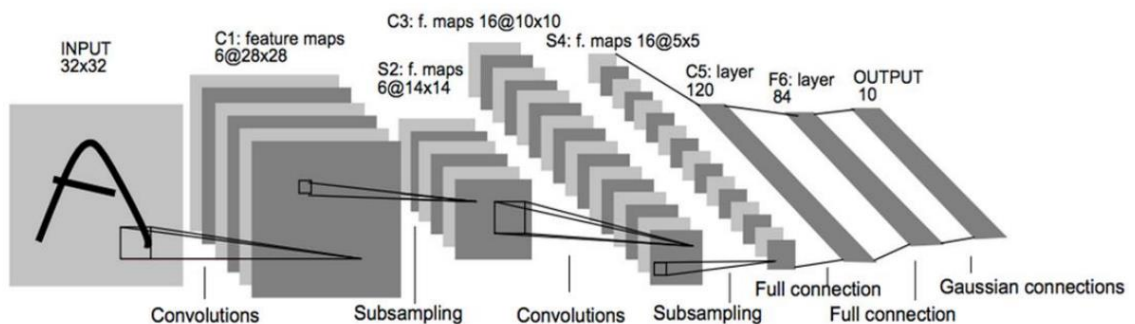 INPUT
32x32
C1: feature maps
6@28x28
S2: f. maps
6@14x14
C3: f. maps 16@10x10
S4: f. maps 16@5x5
C5: layer
120
F6: layer
84
OUTPUT
10
Convolutions
Subsampling
Convolutions
Subsampling
Full connection
Full connection
Gaussian connections